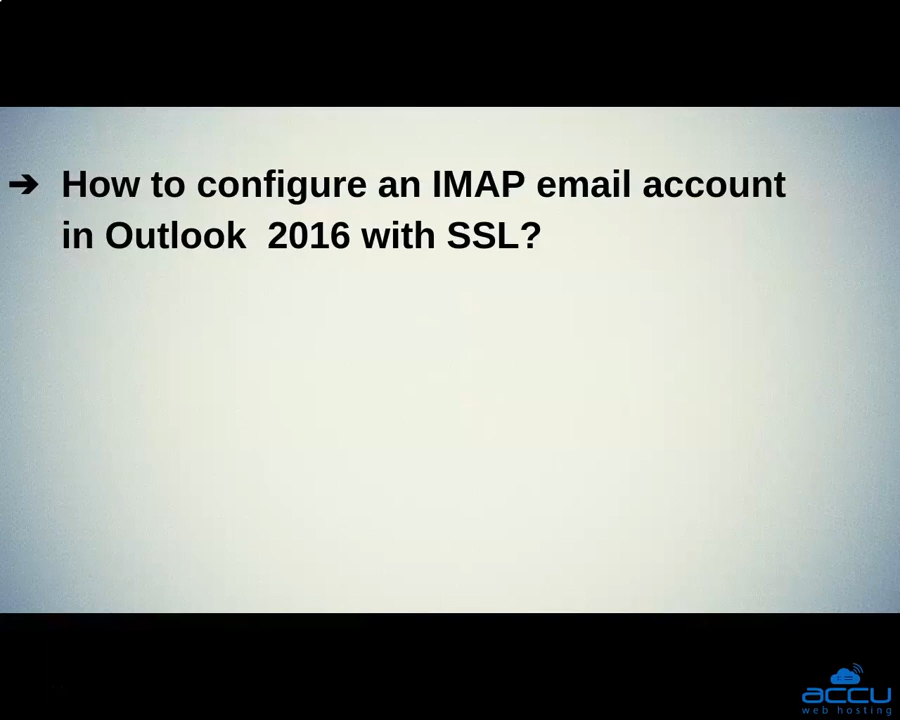 ➔ How to configure an IMAP email account
in Outlook  2016 with SSL?
accu
web hosting